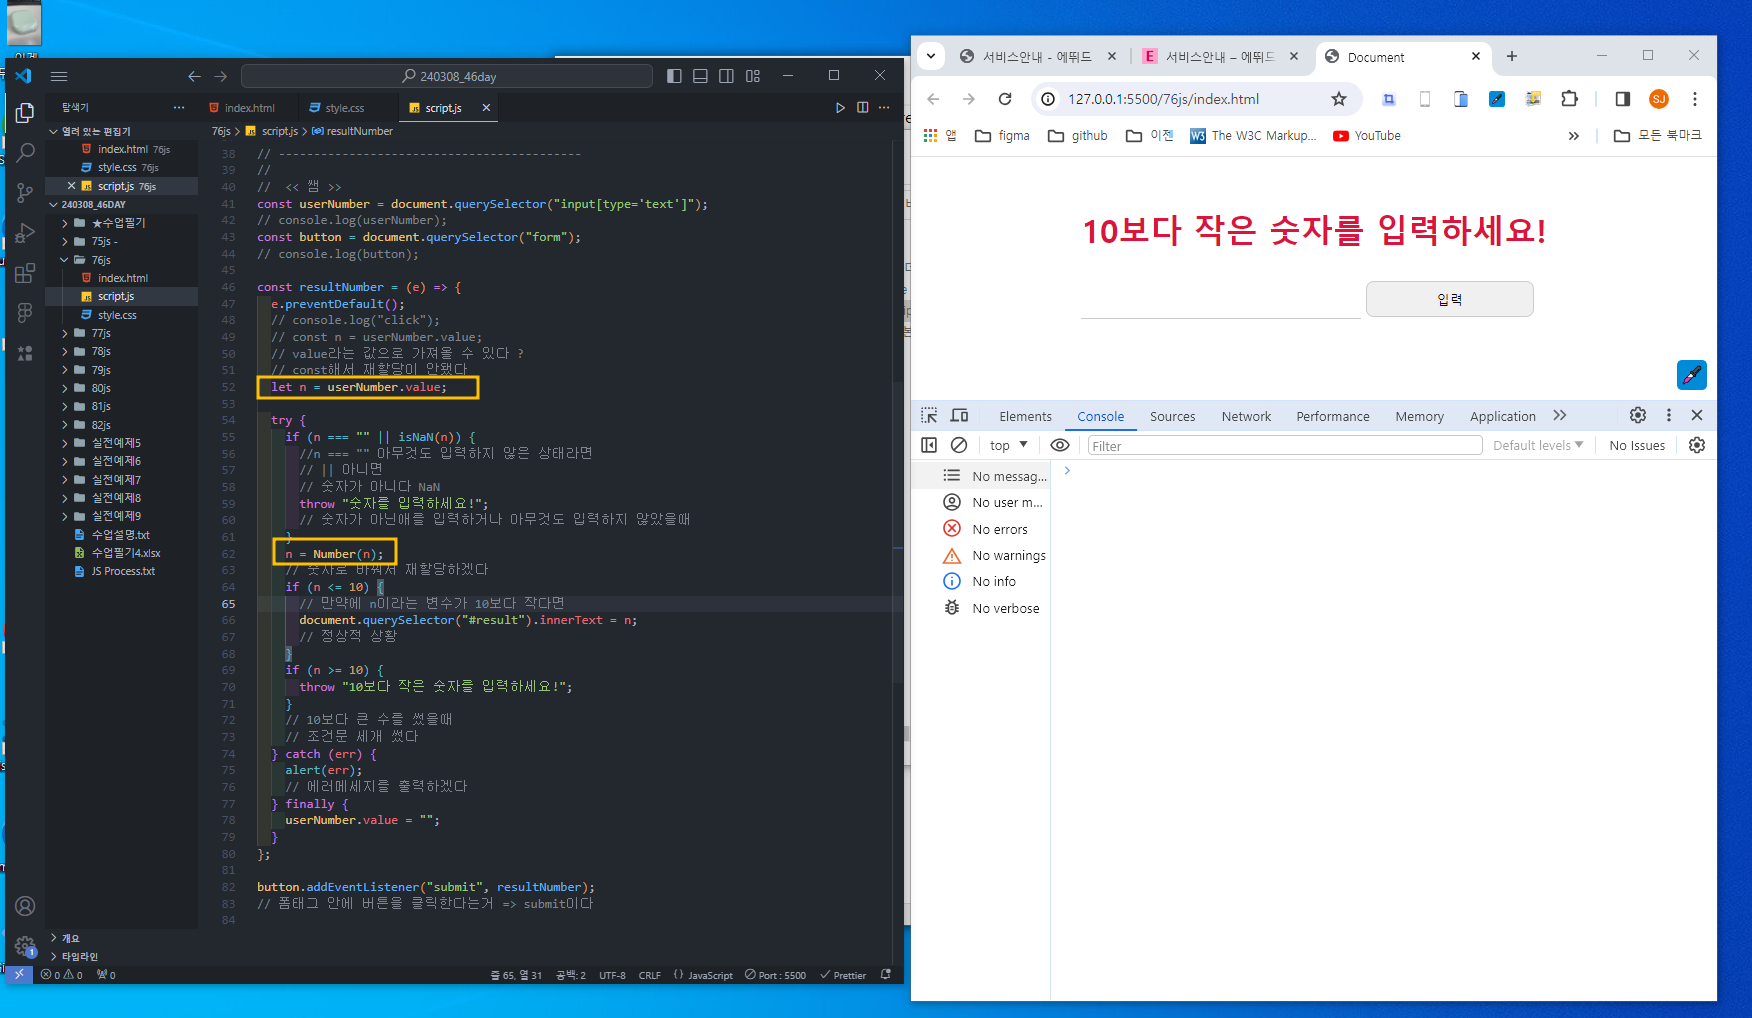 240308_46day
탐색기
index.html
style.css
script.js
열려 있는 편집기
index.html 76js
style.css 76js
script.js 76js
240308_46DAY
★수업필기
75js -
76js
index.html
script.js
style.css
77js
78js
79js
80js
81js
82js
실전예제5
실전예제6
실전예제7
실전예제8
실전예제9
수업설명.txt
수업필기4.xlsx
JS Process.txt
개요
타임라인
76js > script.js > resultNumber
38 // -------------------------------------------
39 //
40 // << 쌤 >>
41 const userNumber = document.querySelector("input[type='text']");
42 // console.log(userNumber);
43 const button = document.querySelector("form");
44 // console.log(button);
45
46 const resultNumber = (e) => {
47 e.preventDefault();
48 // console.log("click");
49 // const n = userNumber.value;
50 // value라는 값으로 가져올 수 있다 ?
51 // const해서 재할당이 안됐다
52 let n = userNumber.value;
53
54 try {
55 if (n === "" || isNaN(n)) {
56 //n === "" 아무것도 입력하지 않은 상태라면
57 // || 아니면
58 // 숫자가 아니다 NaN
59 throw "숫자를 입력하세요!";
60 // 숫자가 아닌애를 입력하거나 아무것도 입력하지 않았을때
61 }
62 n = Number(n);
63 // 숫자로 바꿔서 재할당하겠다
64 if (n <= 10) {
65 // 만약에 n이라는 변수가 10보다 작다면
66 document.querySelector("#result").innerText = n;
67 // 정상적 상황
68 }
69 if (n >= 10) {
70 throw "10보다 작은 숫자를 입력하세요!";
71 }
72 // 10보다 큰 수를 썼을때
73 // 조건문 세개 썼다
74 } catch (err) {
75 alert(err);
76 // 에러메세지를 출력하겠다
77 } finally {
78 userNumber.value = "";
79 }
80 };
81
82 button.addEventListener("submit", resultNumber);
83 // 폼태그 안에 버튼을 클릭한다는거 => submit이다
84
0 0 0
줄 65, 열 31 공백: 2 UTF-8 CRLF {} JavaScript Port : 5500 Prettier
서비스안내 - 에뛰드
서비스안내 – 에뛰드
Document
127.0.0.1:5500/76js/index.html
SJ
앱 figma github 이젠 The W3C Markup... YouTube » 모든 북마크
10보다 작은 숫자를 입력하세요!
입력
Elements Console Sources Network Performance Memory Application
top Filter Default levels No Issues
No messag...
No user m...
No errors
No warnings
No info
No verbose